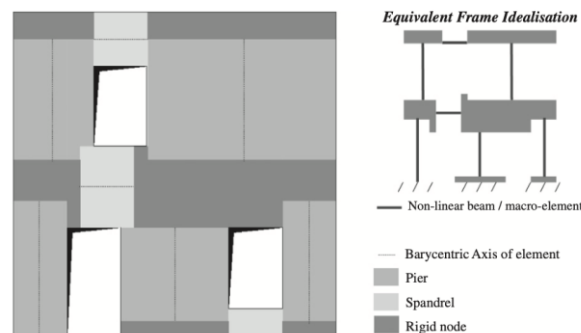 Equivalent Frame Idealisation
Non-linear beam / macro-element
Barycentric Axis of element
Pier
Spandrel
Rigid node